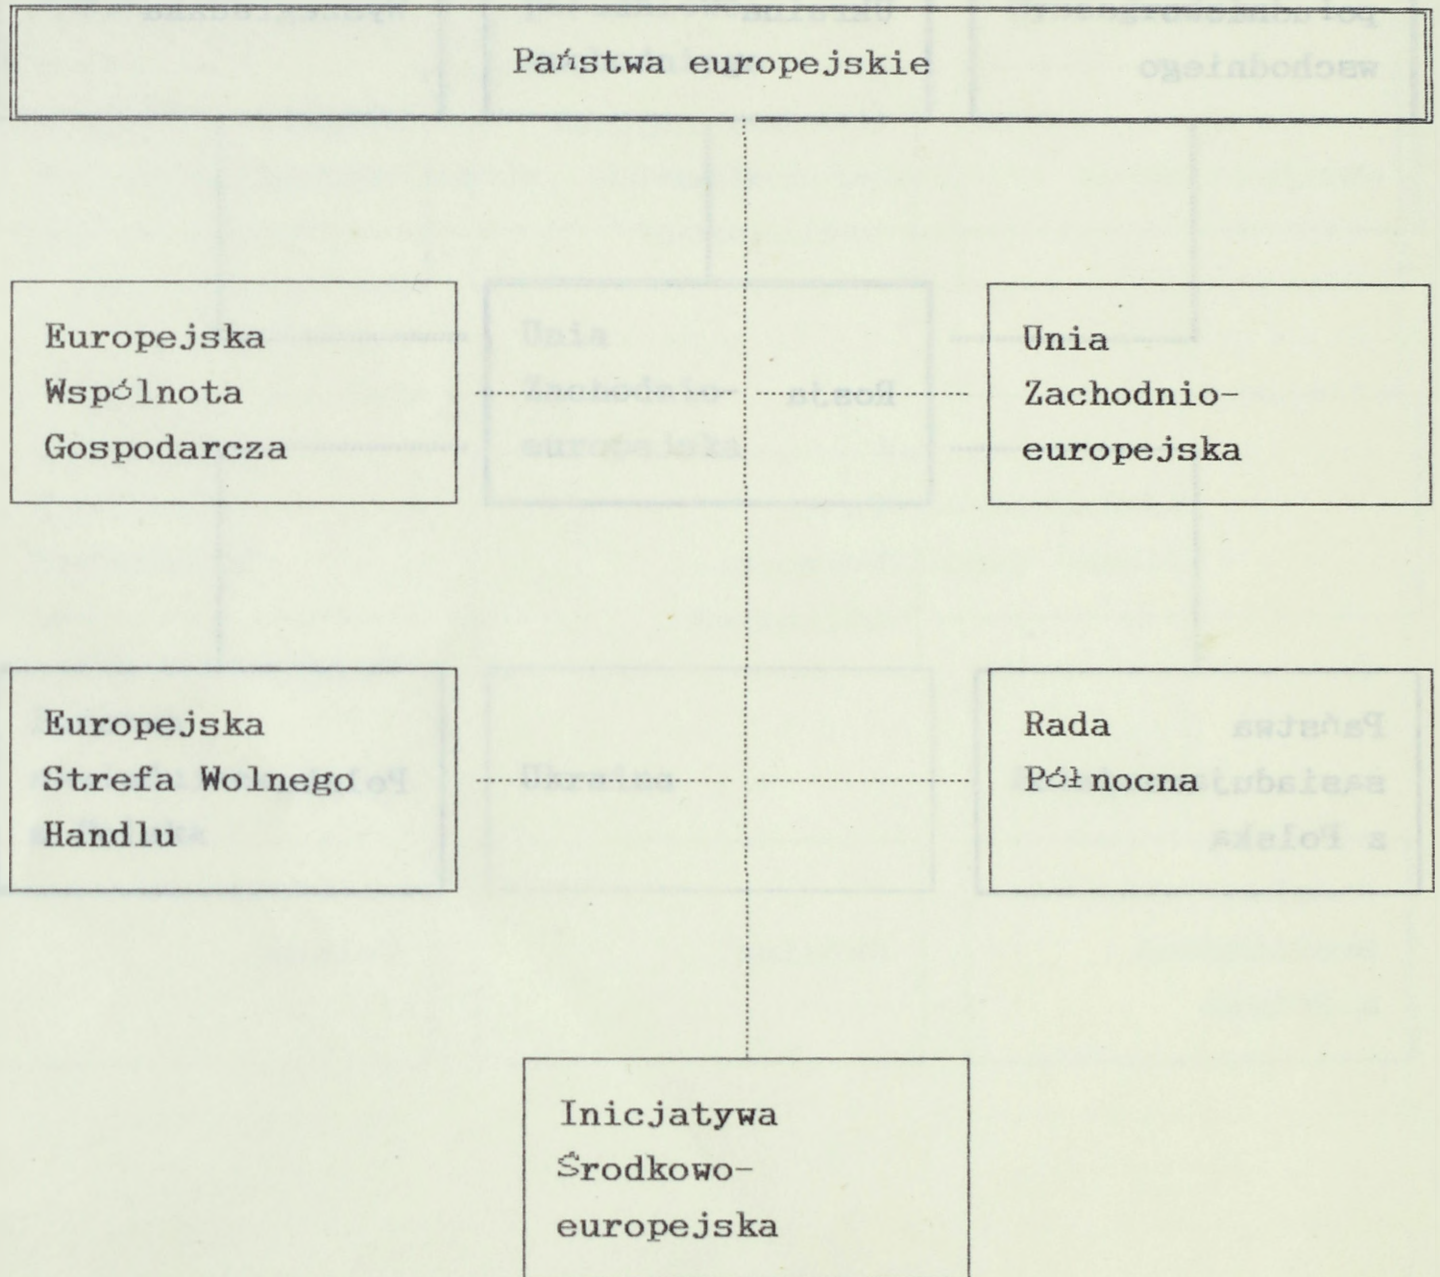 Państwa europejskie
Europejska
Wspólnota
Gospodarcza
Unia
Zachodnio-
europejska
Europejska
Strefa Wolnego
Handlu
Rada
Północna
Inicjatywa
Środkowo-
europejska